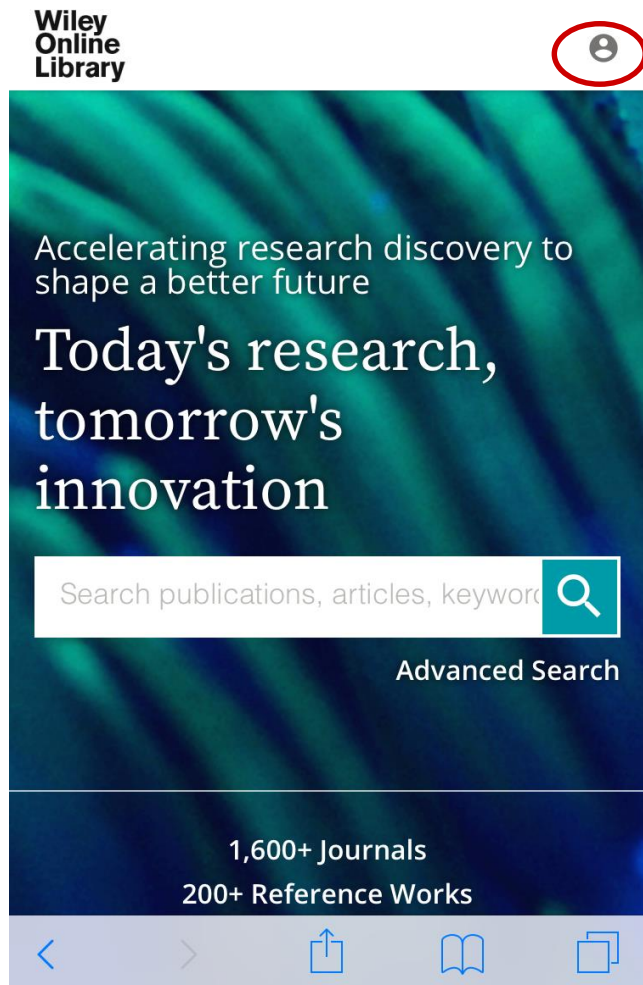 Wiley
Online
Library
Accelerating research discovery to
shape a better future
Today's research,
tomorrow's
innovation
Search publications, articles, keyword
Advanced Search
1,600+ Journals
200+ Reference Works